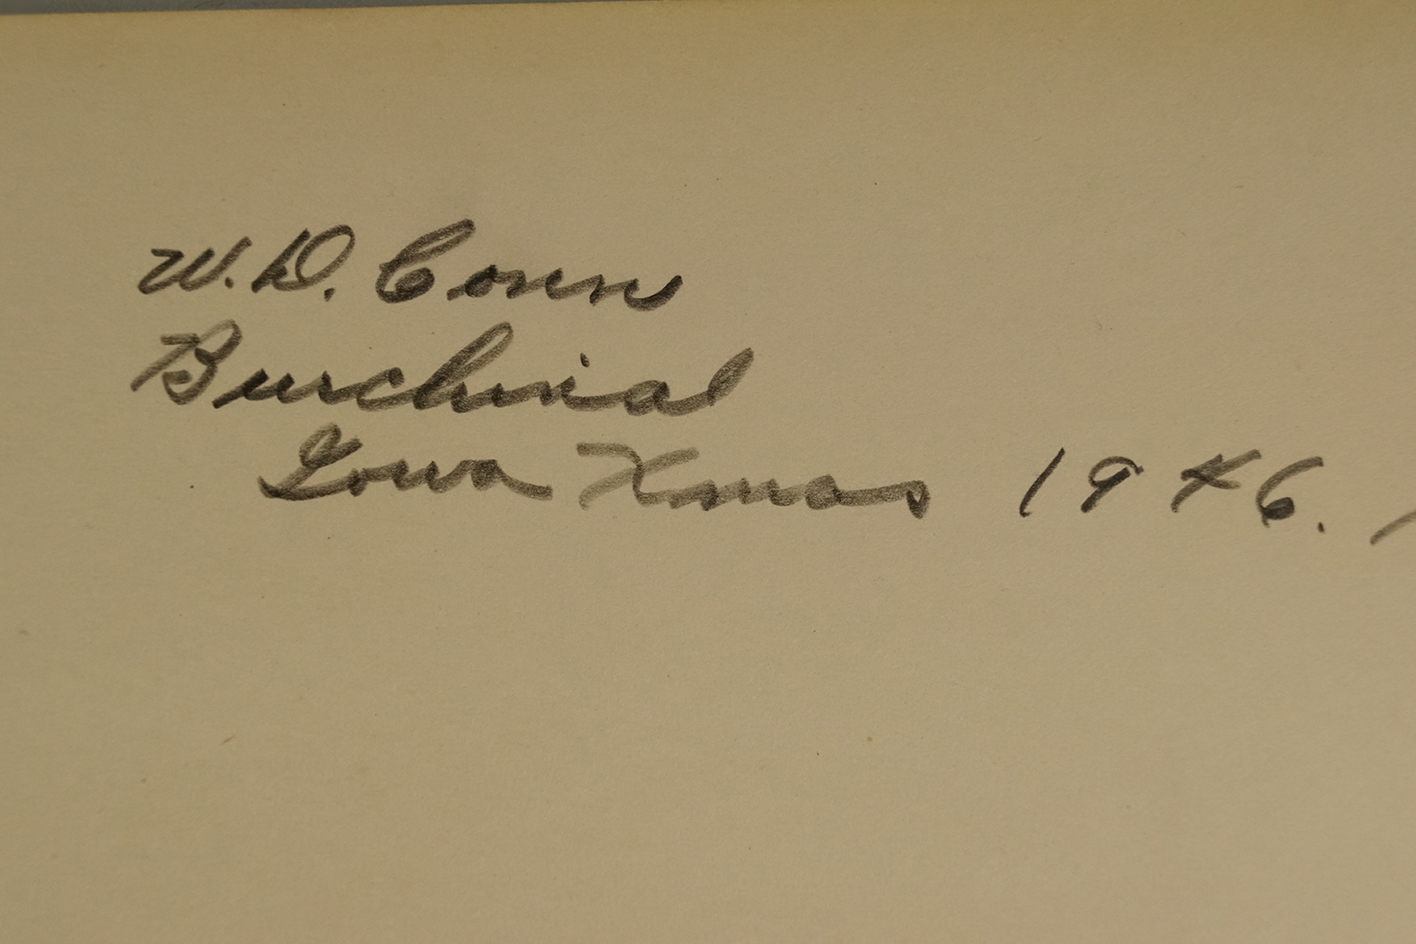 W. D. Conn
Burchinal
Iowa Xmas 1946.